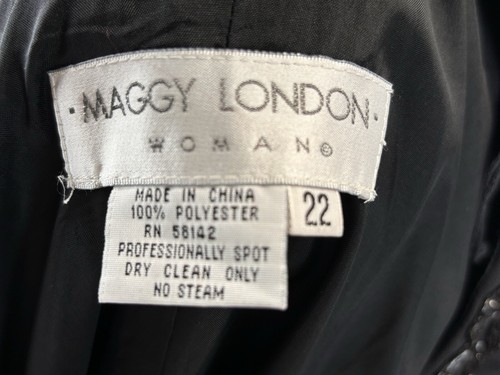 · MAGGY LONDON ·
WOMAN©
MADE IN CHINA
100% POLYESTER
RN 58142
PROFESSIONALLY SPOT
DRY CLEAN ONLY
NO STEAM
22